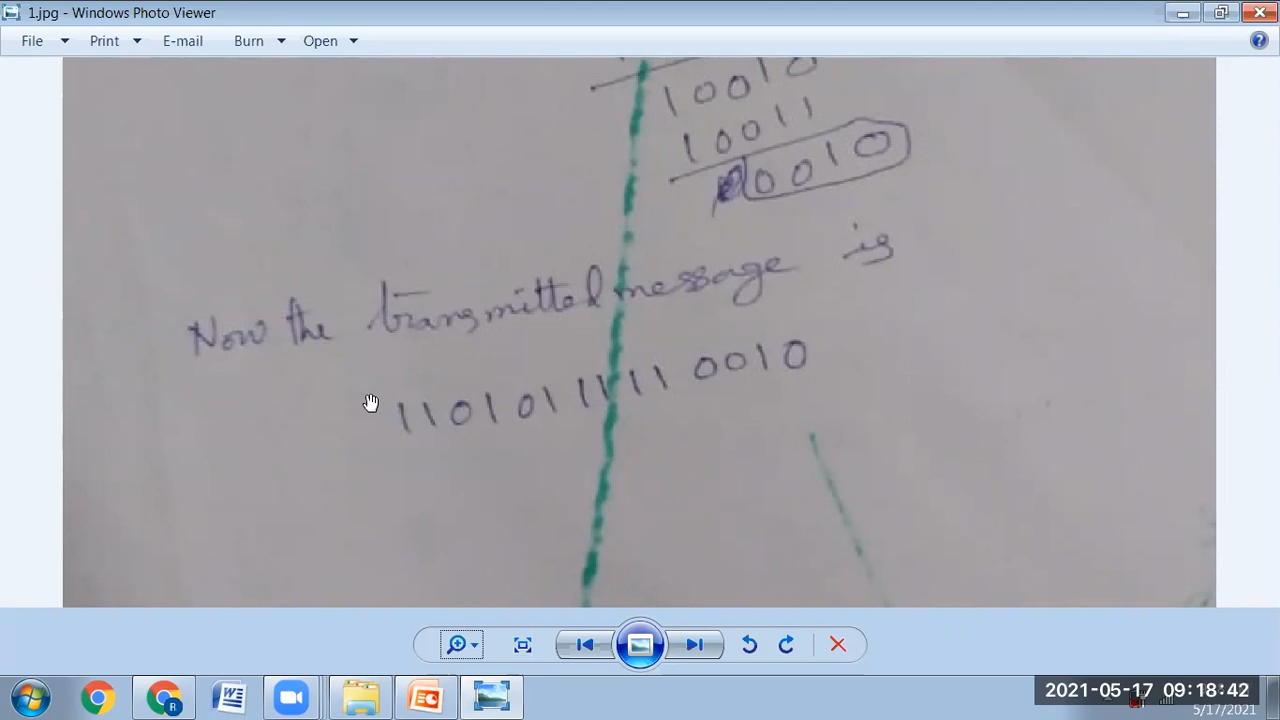 1.jpg - Windows Photo Viewer
File Print E-mail Burn Open
10010
10011
00010
Now the transmitted message is
11010111110010
2021-05-17 09:18:42
5/17/2021